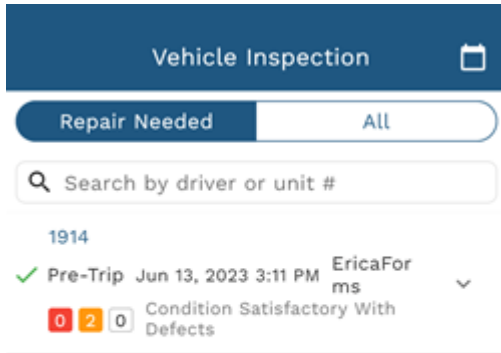 Vehicle Inspection
Repair Needed All
Search by driver or unit #
1914
Pre-Trip Jun 13, 2023 3:11 PM EricaFor
ms
0 2 0 Condition Satisfactory With
Defects